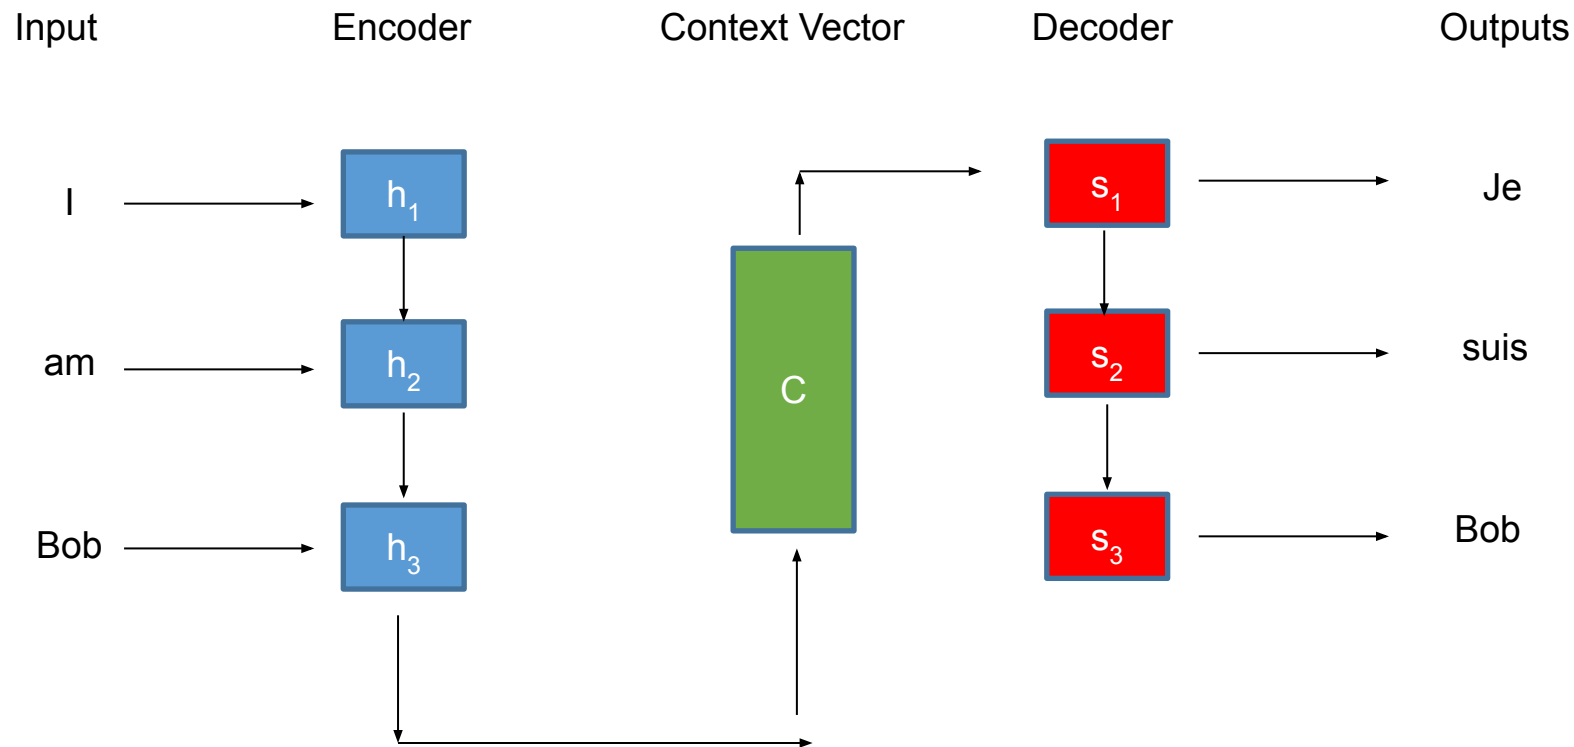 Input Encoder Context Vector Decoder Outputs
I h₁ s₁ Je
am h₂ C s₂ suis
Bob h₃ s₃ Bob